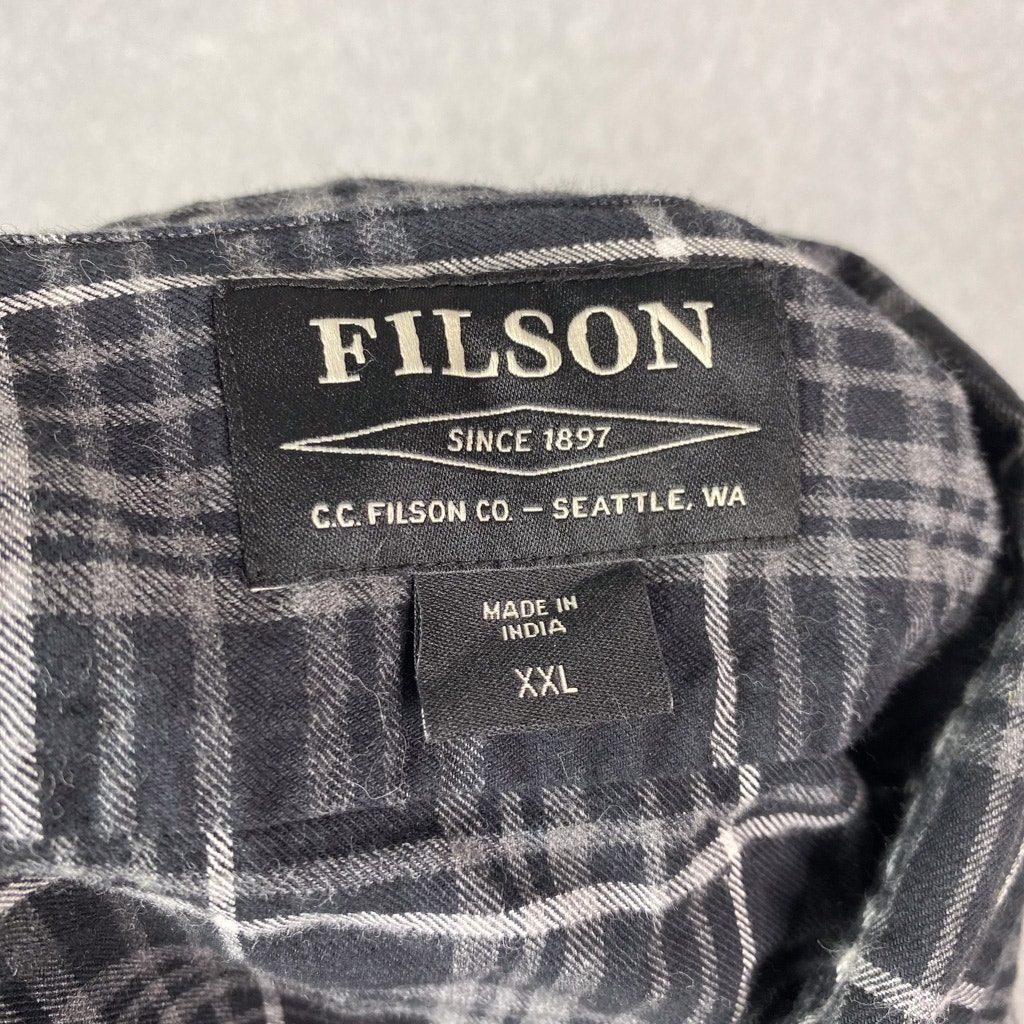 FILSON
SINCE 1897
C.C. FILSON CO. – SEATTLE, WA
MADE IN
INDIA
XXL